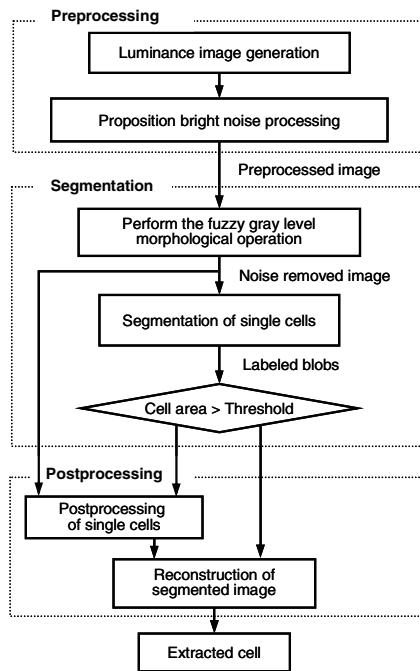 Preprocessing
Luminance image generation
Proposition bright noise processing
Preprocessed image
Segmentation
Perform the fuzzy gray level
morphological operation
Noise removed image
Segmentation of single cells
Labeled blobs
Cell area > Threshold
Postprocessing
Postprocessing
of single cells
Reconstruction of
segmented image
Extracted cell